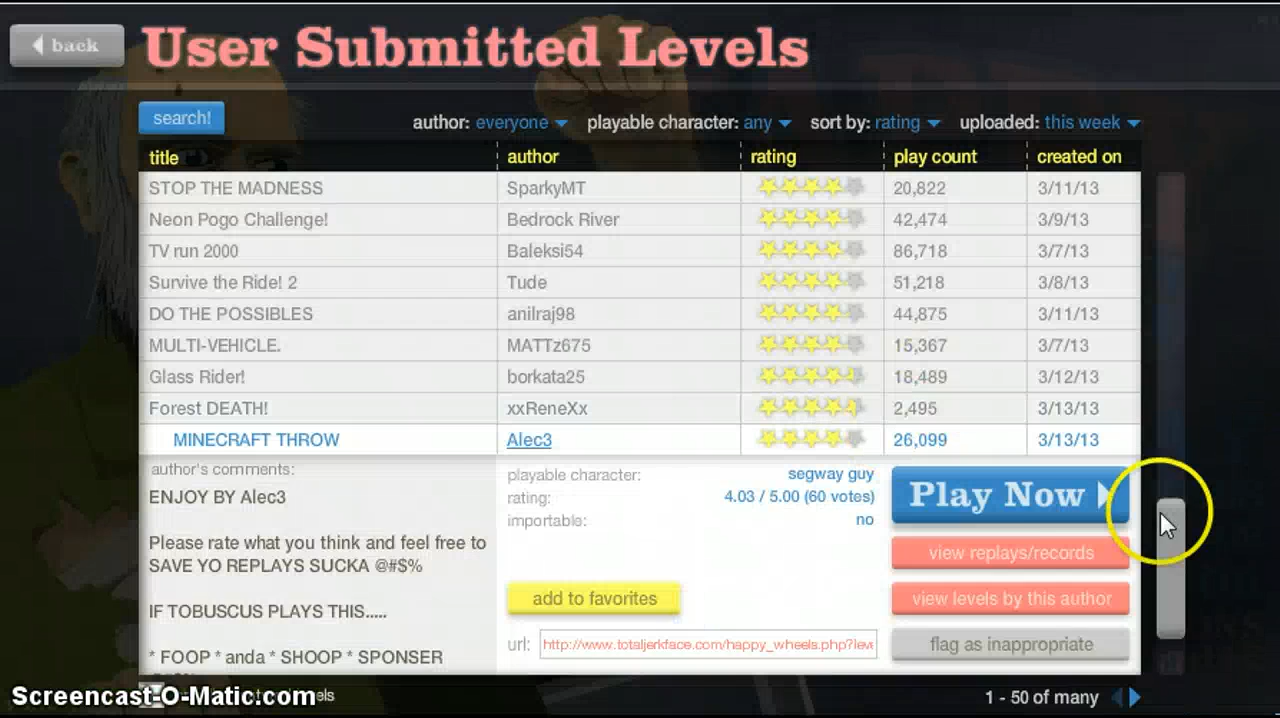 back
User Submitted Levels
search!
author: everyone playable character: any sort by: rating uploaded: this week
title author rating play count created on
STOP THE MADNESS SparkyMT 20,822 3/11/13
Neon Pogo Challenge! Bedrock River 42,474 3/9/13
TV run 2000 Baleksi54 86,718 3/7/13
Survive the Ride! 2 Tude 51,218 3/8/13
DO THE POSSIBLES anilraj98 44,875 3/11/13
MULTI-VEHICLE. MATTz675 15,367 3/7/13
Glass Rider! borkata25 18,489 3/12/13
Forest DEATH! xxReneXx 2,495 3/13/13
MINECRAFT THROW Alec3 26,099 3/13/13
author's comments:
ENJOY BY Alec3
Please rate what you think and feel free to
SAVE YO REPLAYS SUCKA @#$%
IF TOBUSCUS PLAYS THIS.....
* FOOP * anda * SHOOP * SPONSER
playable character: segway guy
rating: 4.03 / 5.00 (60 votes)
importable: no
add to favorites
url: http://www.totaljerkface.com/happy_wheels.php?leve
Play Now
view replays/records
view levels by this author
flag as inappropriate
Screencast-O-Matic.com
1 - 50 of many